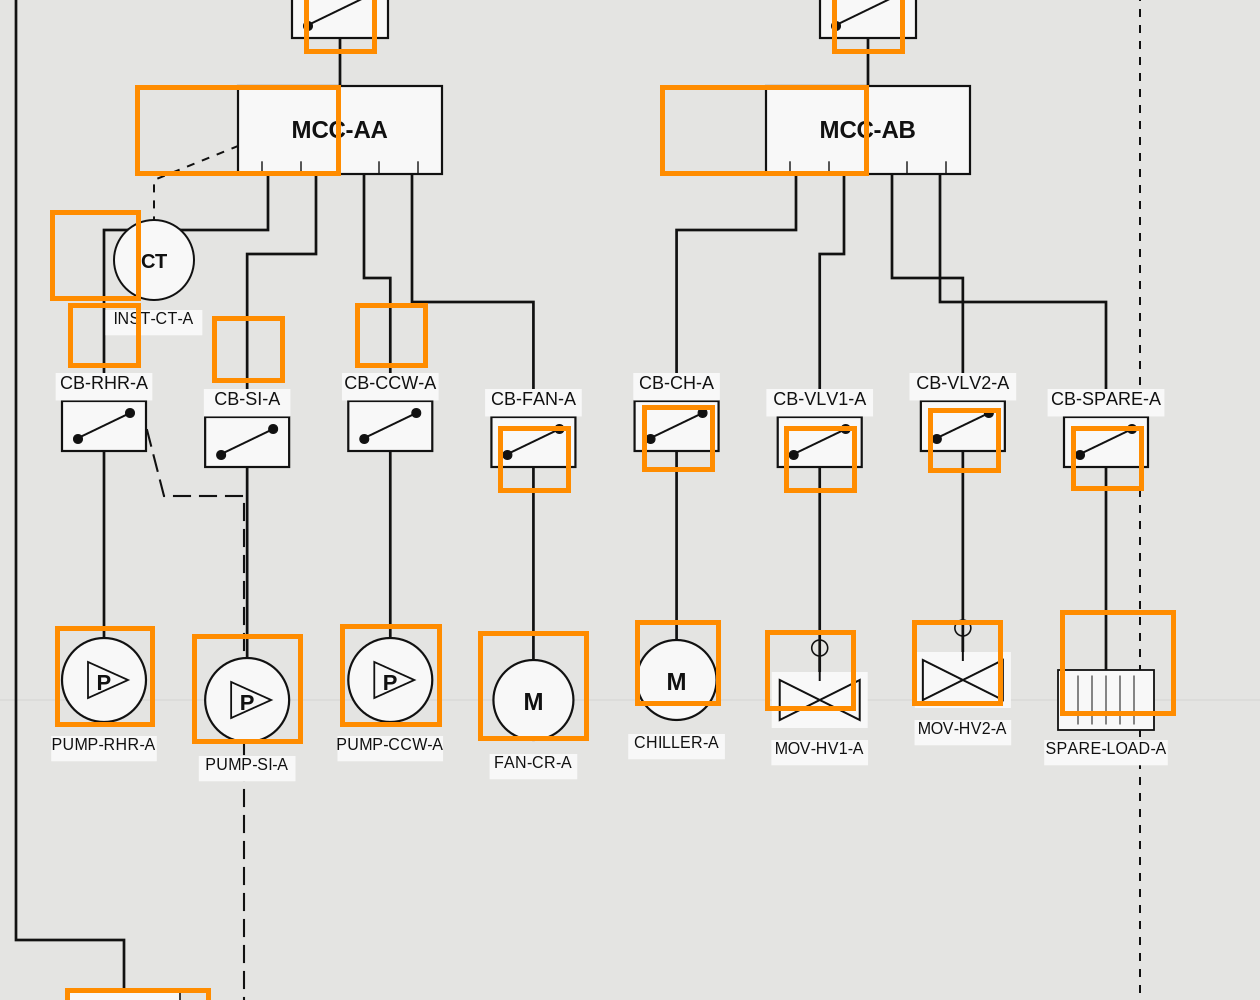 MCC-AA
MCC-AB
CT
INST-CT-A
CB-RHR-A
CB-SI-A
CB-CCW-A
CB-FAN-A
CB-CH-A
CB-VLV1-A
CB-VLV2-A
CB-SPARE-A
P
P
P
M
M
PUMP-RHR-A
PUMP-SI-A
PUMP-CCW-A
FAN-CR-A
CHILLER-A
MOV-HV1-A
MOV-HV2-A
SPARE-LOAD-A